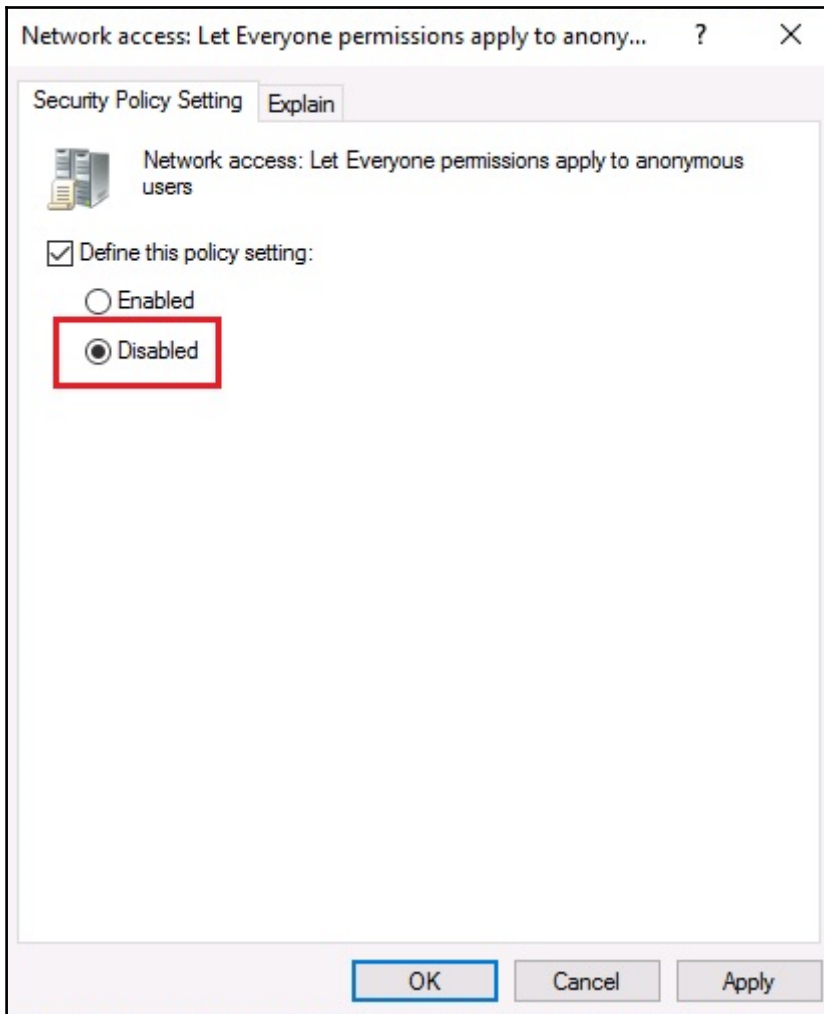 Network access: Let Everyone permissions apply to anony...
?
Security Policy Setting
Explain
Network access: Let Everyone permissions apply to anonymous
users
Define this policy setting:
Enabled
Disabled
OK
Cancel
Apply